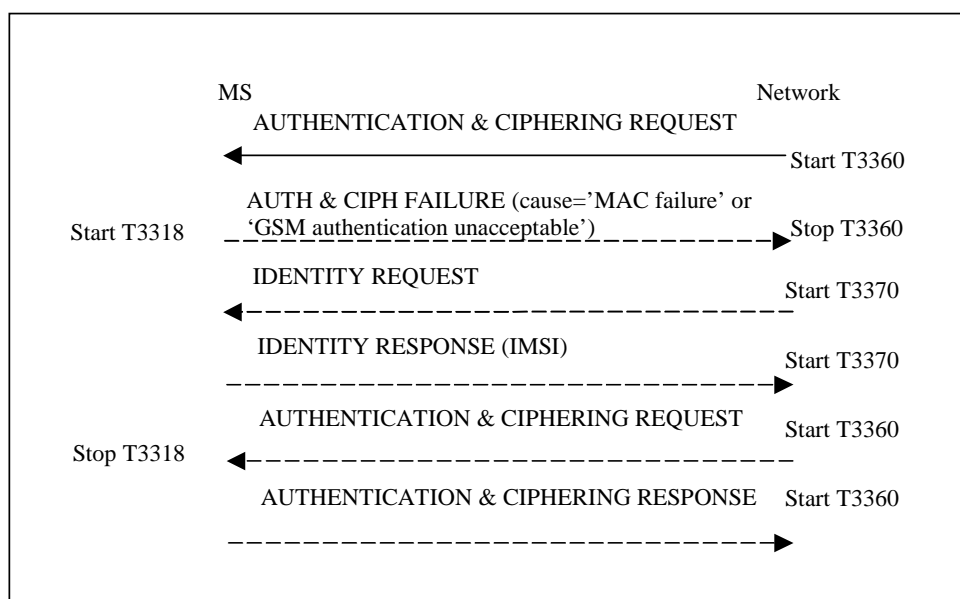 MS Network
AUTHENTICATION & CIPHERING REQUEST
Start T3360
AUTH & CIPH FAILURE (cause=’MAC failure’ or
‘GSM authentication unacceptable’)
Start T3318
Stop T3360
IDENTITY REQUEST
Start T3370
IDENTITY RESPONSE (IMSI)
Start T3370
AUTHENTICATION & CIPHERING REQUEST
Start T3360
Stop T3318
AUTHENTICATION & CIPHERING RESPONSE
Start T3360